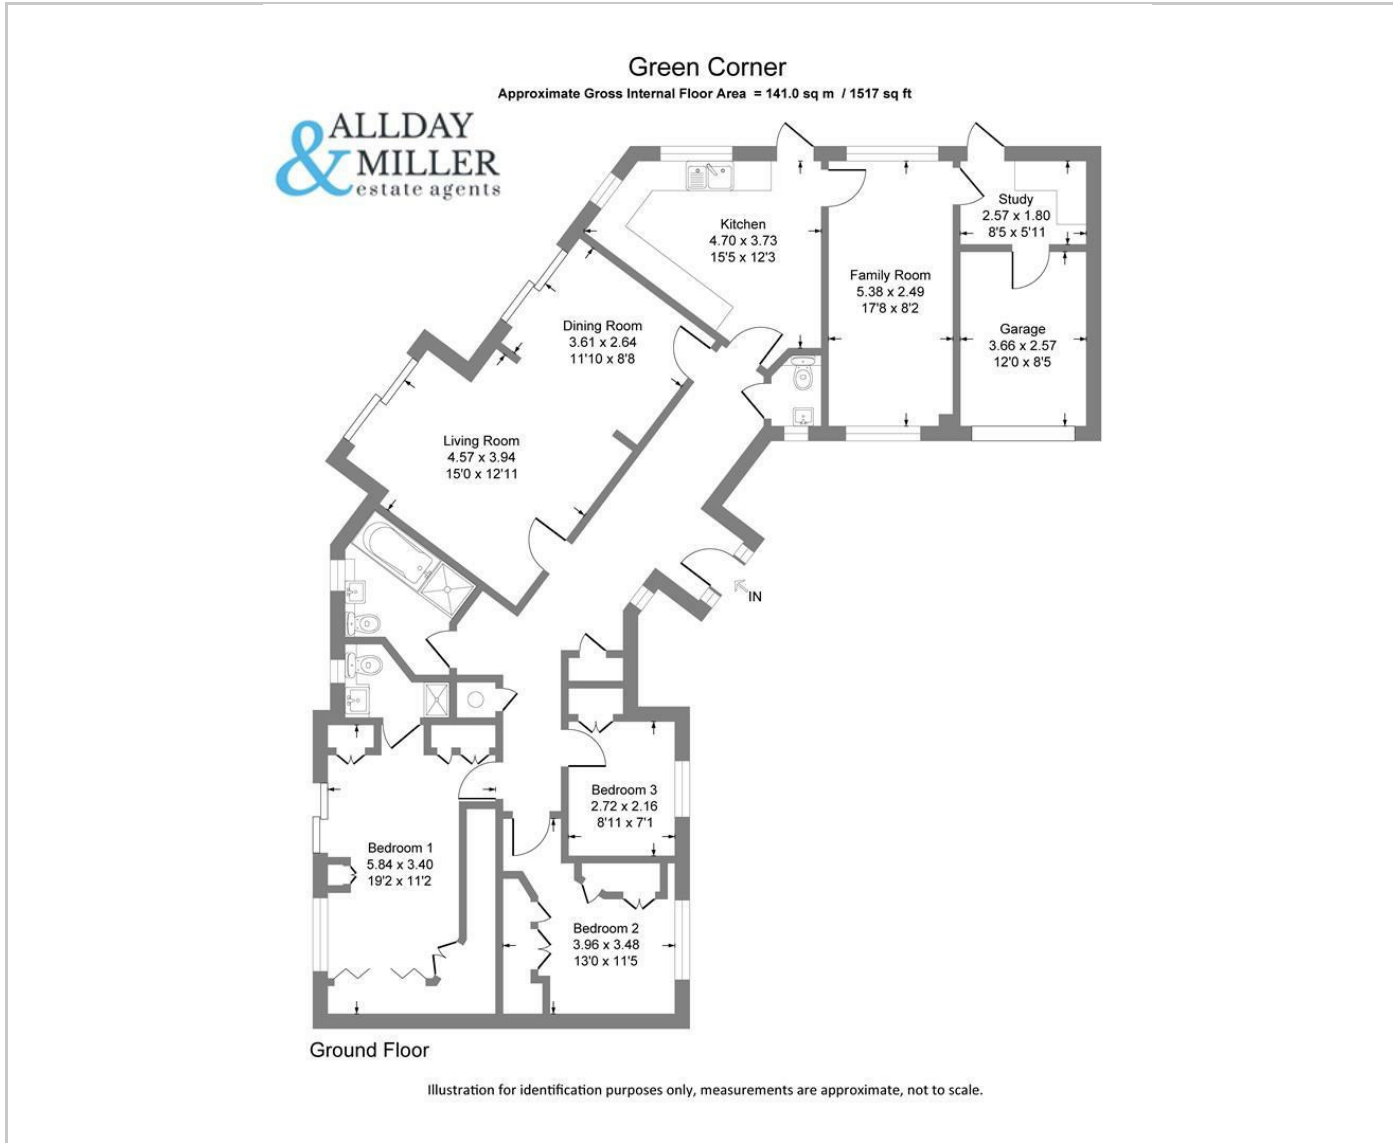 Green Corner
Approximate Gross Internal Floor Area = 141.0 sq m / 1517 sq ft
ALLDAY
& MILLER
estate agents
Kitchen
4.70 x 3.73
15'5 x 12'3
Study
2.57 x 1.80
8'5 x 5'11
Family Room
5.38 x 2.49
17'8 x 8'2
Garage
3.66 x 2.57
12'0 x 8'5
Dining Room
3.61 x 2.64
11'10 x 8'8
Living Room
4.57 x 3.94
15'0 x 12'11
IN
Bedroom 3
2.72 x 2.16
8'11 x 7'1
Bedroom 1
5.84 x 3.40
19'2 x 11'2
Bedroom 2
3.96 x 3.48
13'0 x 11'5
Ground Floor
Illustration for identification purposes only, measurements are approximate, not to scale.